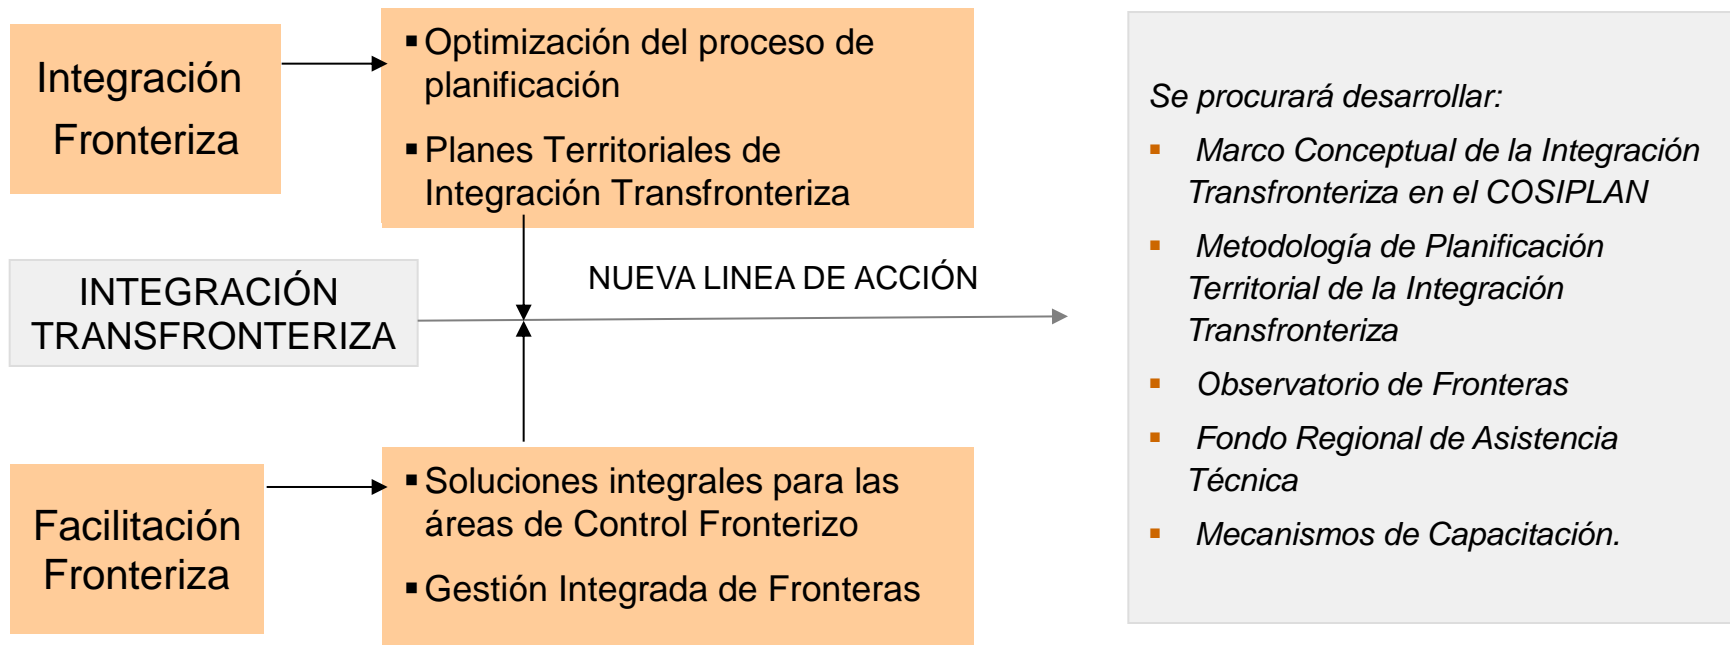 Integración
Fronteriza
▪ Optimización del proceso de
planificación
▪ Planes Territoriales de
Integración Transfronteriza
INTEGRACIÓN
TRANSFRONTERIZA
NUEVA LINEA DE ACCIÓN
Facilitación
Fronteriza
▪ Soluciones integrales para las
áreas de Control Fronterizo
▪ Gestión Integrada de Fronteras
Se procurará desarrollar:
▪ Marco Conceptual de la Integración
Transfronteriza en el COSIPLAN
▪ Metodología de Planificación
Territorial de la Integración
Transfronteriza
▪ Observatorio de Fronteras
▪ Fondo Regional de Asistencia
Técnica
▪ Mecanismos de Capacitación.